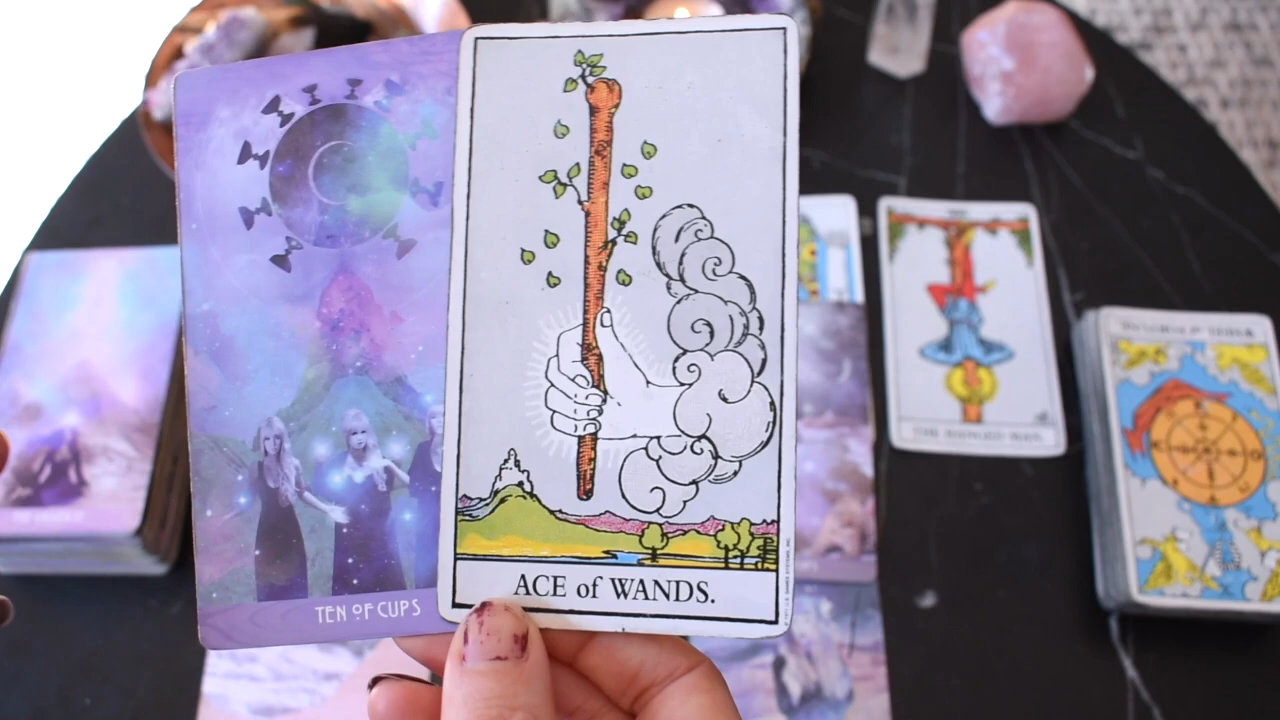 TEN OF CUPS
ACE of WANDS.
THE HANGED MAN.